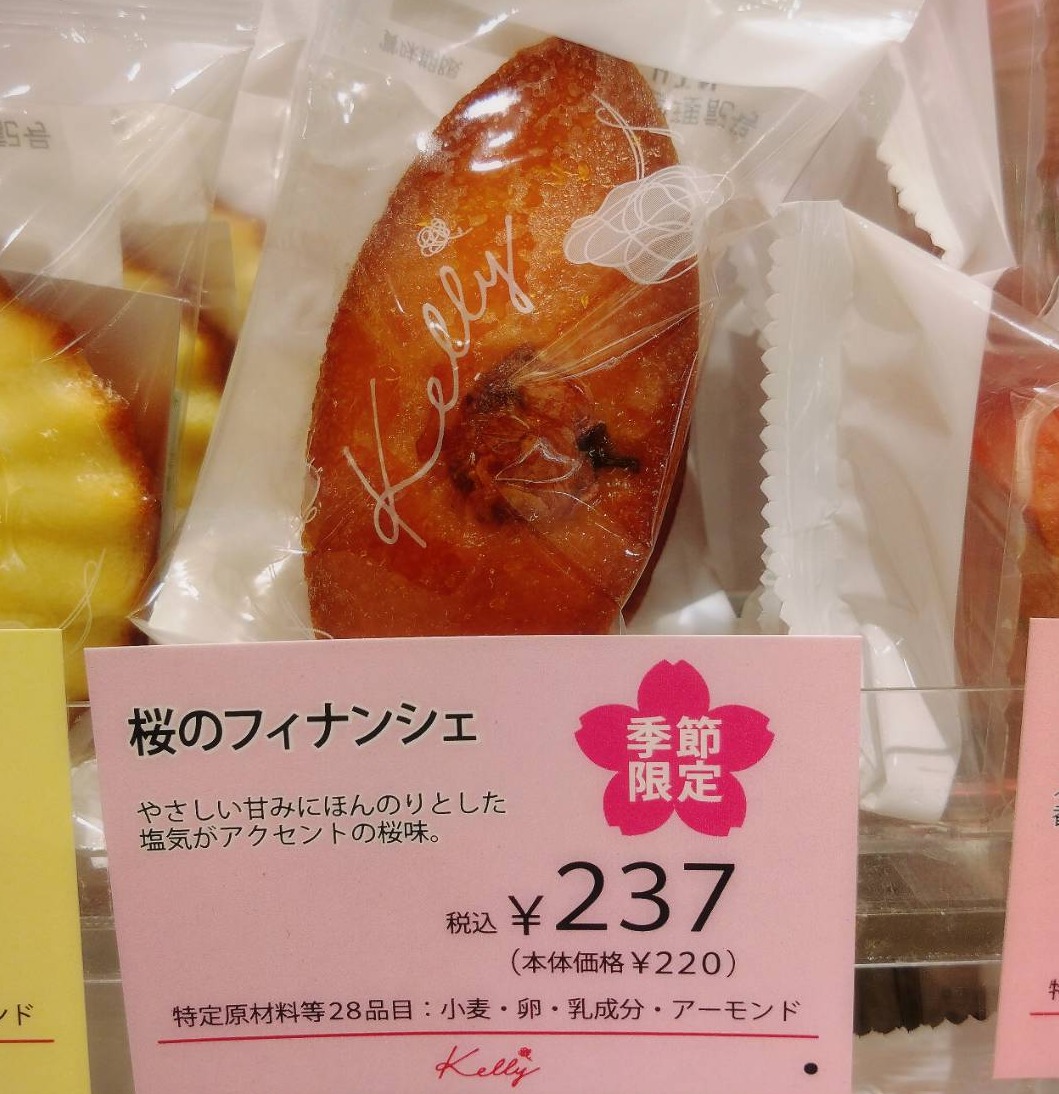 Kelly
桜のフィナンシェ
季節
限定
やさしい甘みにほんのりとした
塩気がアクセントの桜味。
税込 ¥237
（本体価格¥220）
特定原材料等28品目：小麦・卵・乳成分・アーモンド
Kelly
ンド